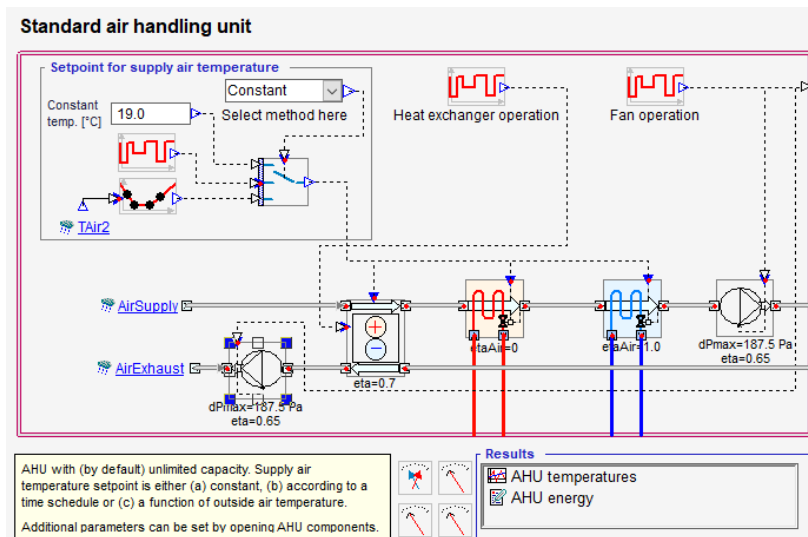 Standard air handling unit
Setpoint for supply air temperature
Constant
Constant
temp. [°C]
19.0
Select method here
Heat exchanger operation
Fan operation
TAir2
AirSupply
AirExhaust
etaAir=0
etaAir=1.0
dPmax=187.5 Pa
eta=0.65
eta=0.7
dPmax=187.5 Pa
eta=0.65
AHU with (by default) unlimited capacity. Supply air
temperature setpoint is either (a) constant, (b) according to a
time schedule or (c) a function of outside air temperature.
Additional parameters can be set by opening AHU components.
Results
AHU temperatures
AHU energy